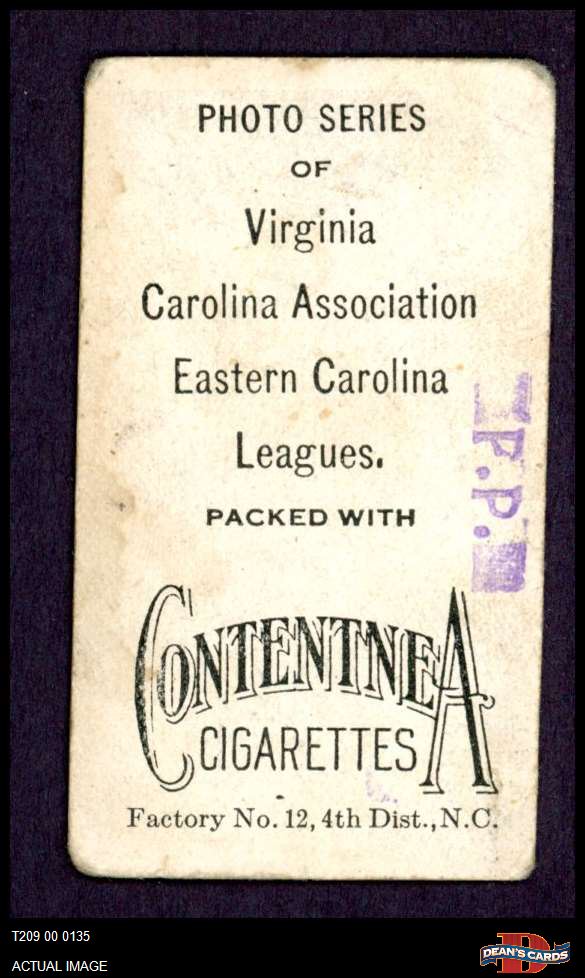 PHOTO SERIES
OF
Virginia
Carolina Association
Eastern Carolina
Leagues.
PACKED WITH
F.P.
CONTENTNEA
CIGARETTES
Factory No. 12, 4th Dist., N.C.
T209 00 0135
ACTUAL IMAGE
D
DEAN'S CARDS